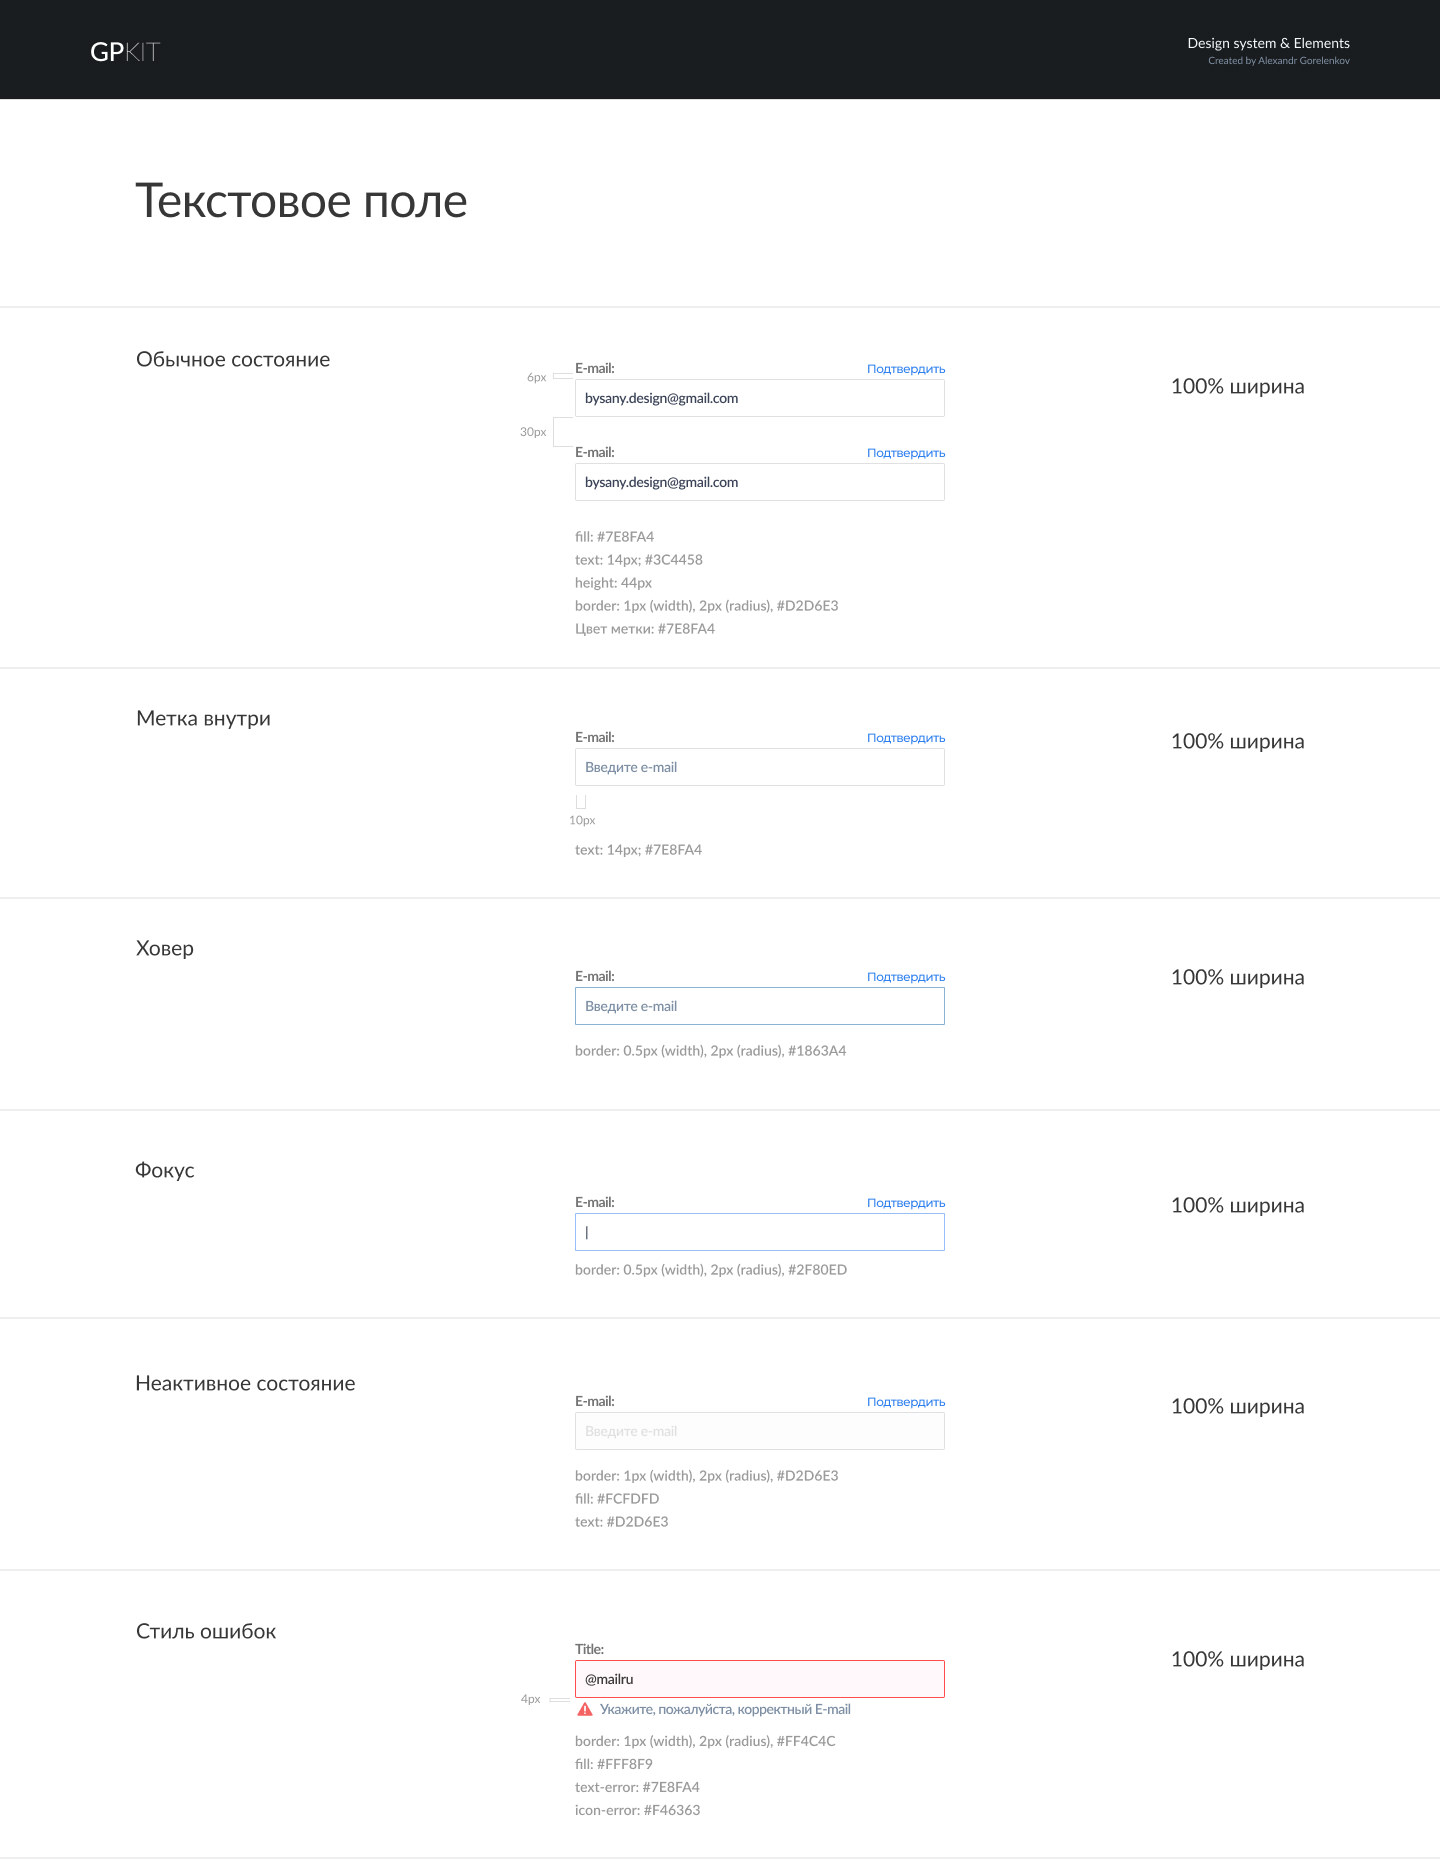 GPKIT
Design system & Elements
Created by Alexandr Gorelenkov
Текстовое поле
Обычное состояние
E-mail:
Подтвердить
6px
bysany.design@gmail.com
100% ширина
30px
E-mail:
Подтвердить
bysany.design@gmail.com
fill: #7E8FA4
text: 14px; #3C4458
height: 44px
border: 1px (width), 2px (radius), #D2D6E3
Цвет метки: #7E8FA4
Метка внутри
E-mail:
Подтвердить
100% ширина
Введите e-mail
10px
text: 14px; #7E8FA4
Ховер
E-mail:
Подтвердить
100% ширина
Введите e-mail
border: 0.5px (width), 2px (radius), #1863A4
Фокус
E-mail:
Подтвердить
100% ширина
|
border: 0.5px (width), 2px (radius), #2F80ED
Неактивное состояние
E-mail:
Подтвердить
100% ширина
Введите e-mail
border: 1px (width), 2px (radius), #D2D6E3
fill: #FCFDFD
text: #D2D6E3
Стиль ошибок
Title:
100% ширина
@mailru
4px
Укажите, пожалуйста, корректный E-mail
border: 1px (width), 2px (radius), #FF4C4C
fill: #FFF8F9
text-error: #7E8FA4
icon-error: #F46363